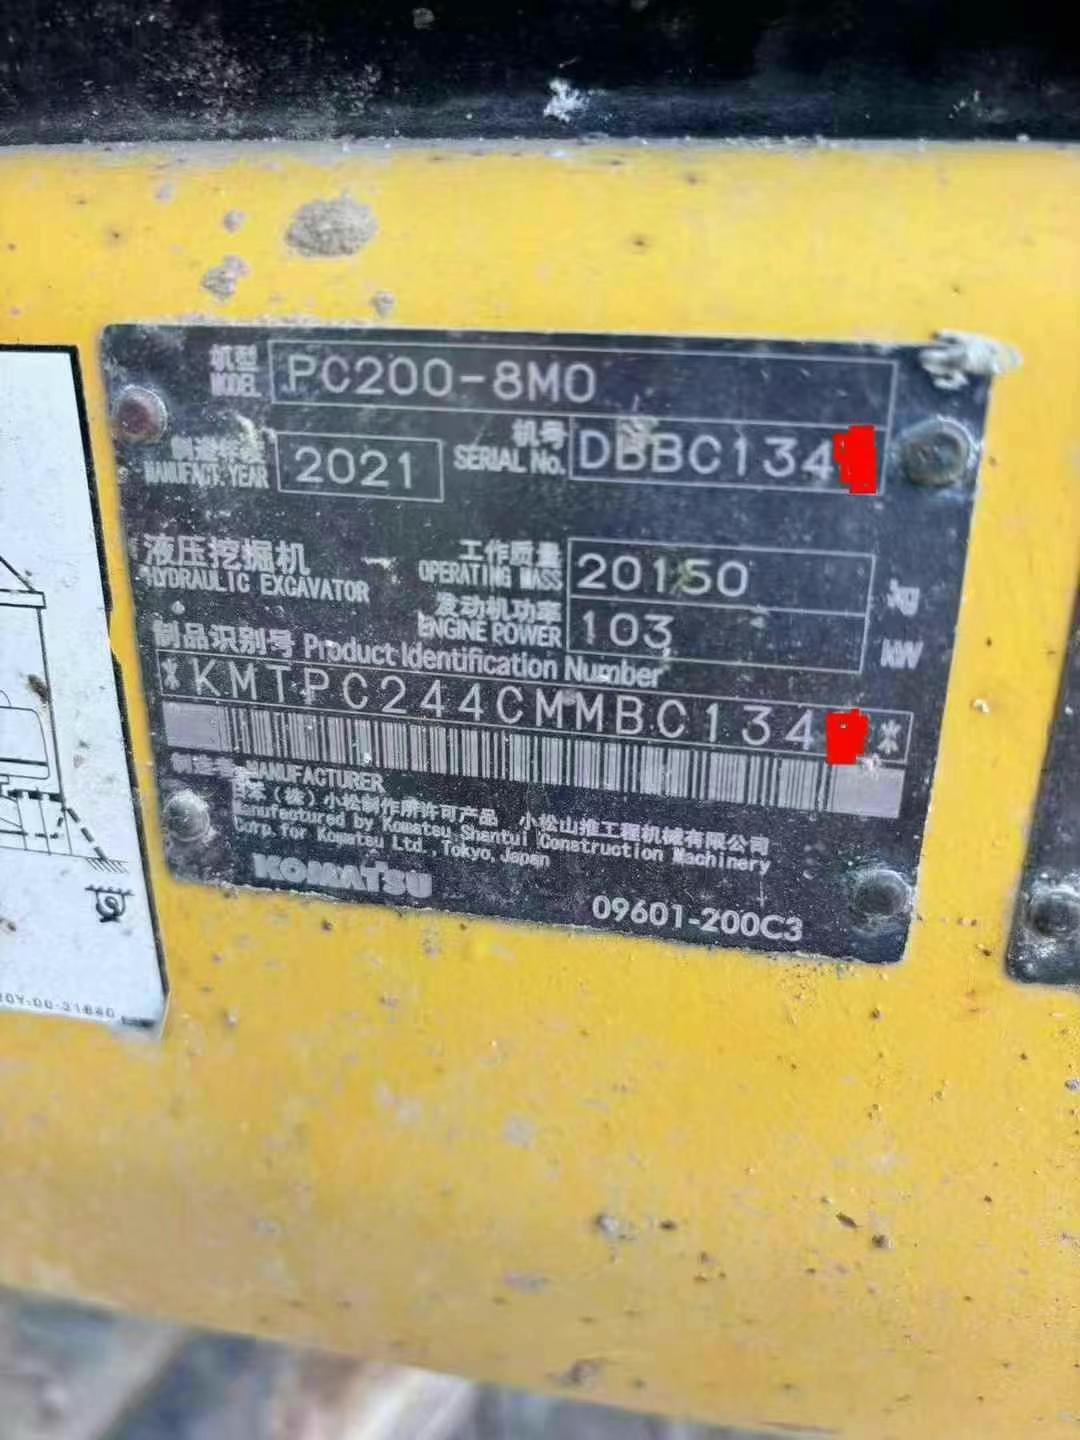 机型 PC200-8M0
MODEL
机号 DBBC134
制造年份 2021 SERIAL No.
MANUFACT. YEAR
液压挖掘机 工作质量 20150 kg
HYDRAULIC EXCAVATOR OPERATING MASS
发动机功率 103 kW
ENGINE POWER
制品识别号 Product Identification Number
*KMTPC244CMMBC134 *
制造者 MANUFACTURER
日本(株)小松制作所许可产品 小松山推工程机械有限公司
Manufactured by Komatsu Shantui Construction Machinery
Corp. for Komatsu Ltd., Tokyo, Japan
KOMATSU
09601-200C3